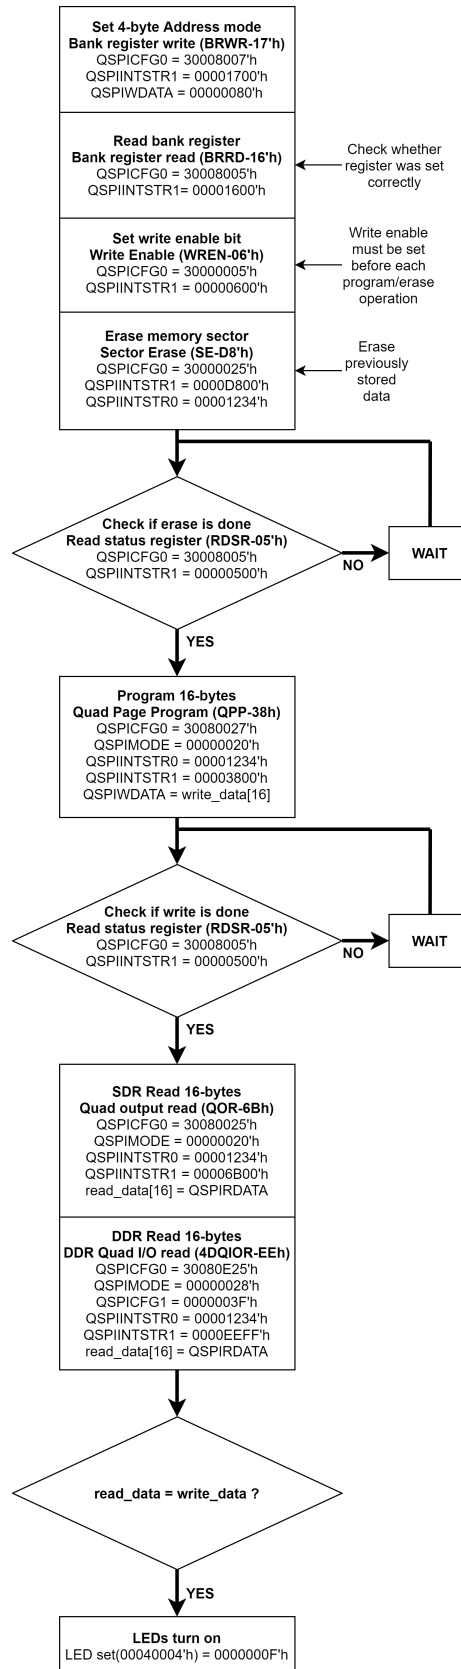 Set 4-byte Address mode
Bank register write (BRWR-17'h)
QSPICFG0 = 30008007'h
QSPIINTSTR1 = 00001700'h
QSPIWDATA = 00000080'h
Read bank register
Bank register read (BRRD-16'h)
QSPICFG0 = 30008005'h
QSPIINTSTR1= 00001600'h
Check whether
register was set
correctly
Set write enable bit
Write Enable (WREN-06'h)
QSPICFG0 = 30000005'h
QSPIINTSTR1 = 00000600'h
Write enable
must be set
before each
program/erase
operation
Erase memory sector
Sector Erase (SE-D8'h)
QSPICFG0 = 30000025'h
QSPIINTSTR1 = 0000D800'h
QSPIINTSTR0 = 00001234'h
Erase
previously
stored
data
Check if erase is done
Read status register (RDSR-05'h)
QSPICFG0 = 30008005'h
QSPIINTSTR1 = 00000500'h
NO
WAIT
YES
Program 16-bytes
Quad Page Program (QPP-38h)
QSPICFG0 = 30080027'h
QSPIMODE = 00000020'h
QSPIINTSTR0 = 00001234'h
QSPIINTSTR1 = 00003800'h
QSPIWDATA = write_data[16]
Check if write is done
Read status register (RDSR-05'h)
QSPICFG0 = 30008005'h
QSPIINTSTR1 = 00000500'h
NO
WAIT
YES
SDR Read 16-bytes
Quad output read (QOR-6Bh)
QSPICFG0 = 30080025'h
QSPIMODE = 00000020'h
QSPIINTSTR0 = 00001234'h
QSPIINTSTR1 = 00006B00'h
read_data[16] = QSPIRDATA
DDR Read 16-bytes
DDR Quad I/O read (4DQIOR-EEh)
QSPICFG0 = 30080E25'h
QSPIMODE = 00000028'h
QSPICFG1 = 0000003F'h
QSPIINTSTR0 = 00001234'h
QSPIINTSTR1 = 0000EEFF'h
read_data[16] = QSPIRDATA
read_data = write_data ?
YES
LEDs turn on
LED set(00040004'h) = 0000000F'h